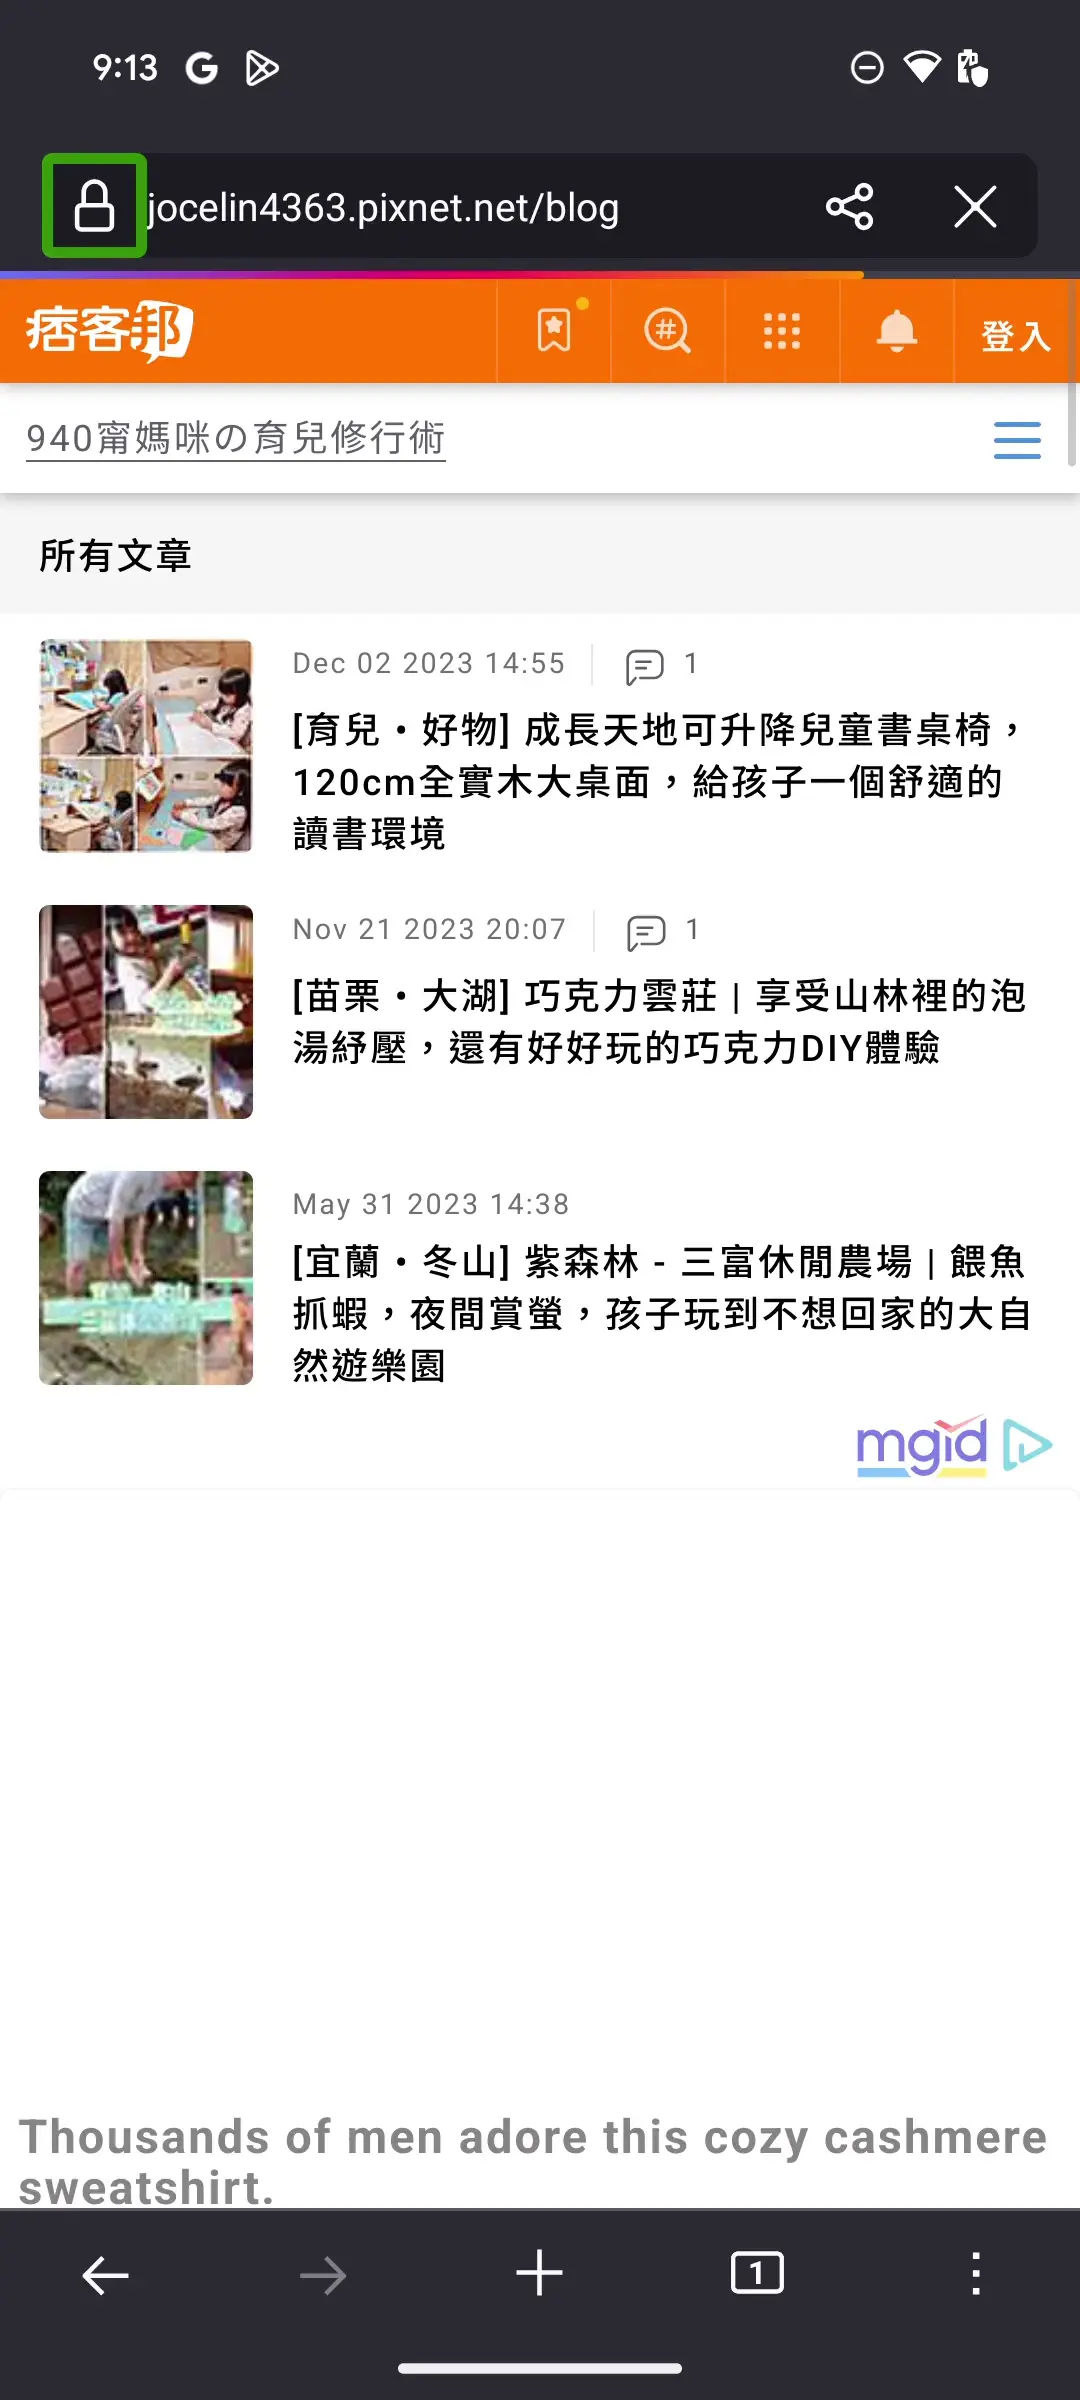 9:13
jocelin4363.pixnet.net/blog
痞客邦
登入
940甯媽咪の育兒修行術
所有文章
Dec 02 2023 14:55
1
[育兒・好物] 成長天地可升降兒童書桌椅，
120cm全實木大桌面，給孩子一個舒適的
讀書環境
Nov 21 2023 20:07
1
[苗栗・大湖] 巧克力雲莊 | 享受山林裡的泡
湯紓壓，還有好好玩的巧克力DIY體驗
May 31 2023 14:38
[宜蘭・冬山] 紫森林 - 三富休閒農場 | 餵魚
抓蝦，夜間賞螢，孩子玩到不想回家的大自
然遊樂園
mgid
Thousands of men adore this cozy cashmere
sweatshirt.
1